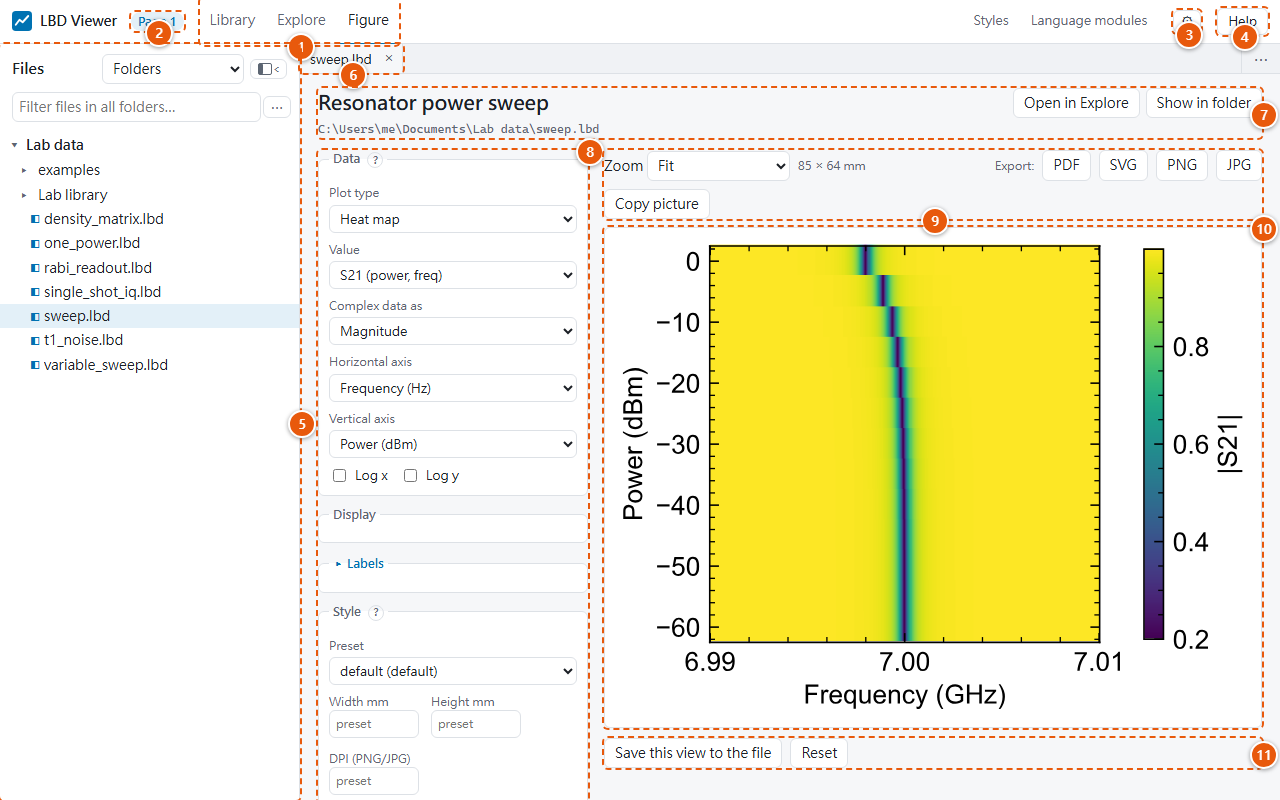 LBD Viewer
Library Explore Figure
Styles Language modules
Help
1 2 3 4
Files
Folders
sweep.lbd ×
6
Filter files in all folders...
Lab data
examples
Lab library
density_matrix.lbd
one_power.lbd
rabi_readout.lbd
single_shot_iq.lbd
sweep.lbd
t1_noise.lbd
variable_sweep.lbd
5
Resonator power sweep
Open in Explore
Show in folder
7
C:\Users\me\Documents\Lab data\sweep.lbd
8
Data ?
Plot type
Heat map
Value
S21 (power, freq)
Complex data as
Magnitude
Horizontal axis
Frequency (Hz)
Vertical axis
Power (dBm)
Log x
Log y
Display
Labels
Style ?
Preset
default (default)
Width mm Height mm
preset preset
DPI (PNG/JPG)
preset
Zoom Fit 85 × 64 mm
Export: PDF SVG PNG JPG
Copy picture
9
10
0
−10
−20
−30
−40
−50
−60
Power (dBm)
6.99 7.00 7.01
Frequency (GHz)
0.8
0.6
0.4
0.2
|S21|
Save this view to the file
Reset
11